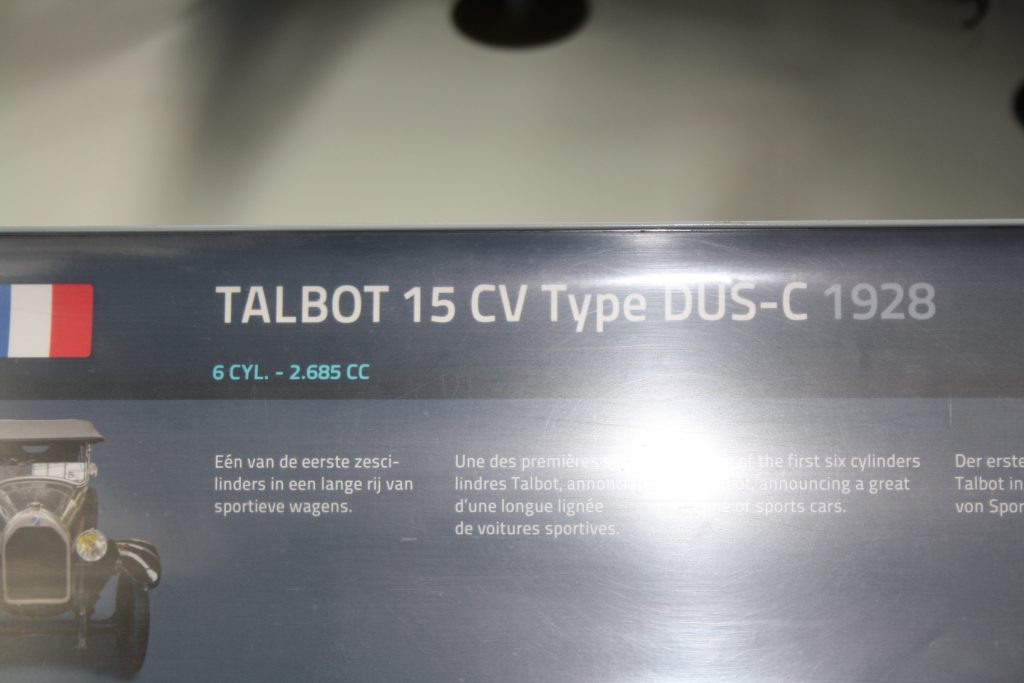 TALBOT 15 CV Type DUS-C 1928
6 CYL. - 2.685 CC
Eén van de eerste zesci-
linders in een lange rij van
sportieve wagens.
Une des premières
lindres Talbot,
d'une longue lignée
de voitures sportives.
of the first six cylinders
announcing a great
of sports cars.
Der erste
Talbot in
von Spor